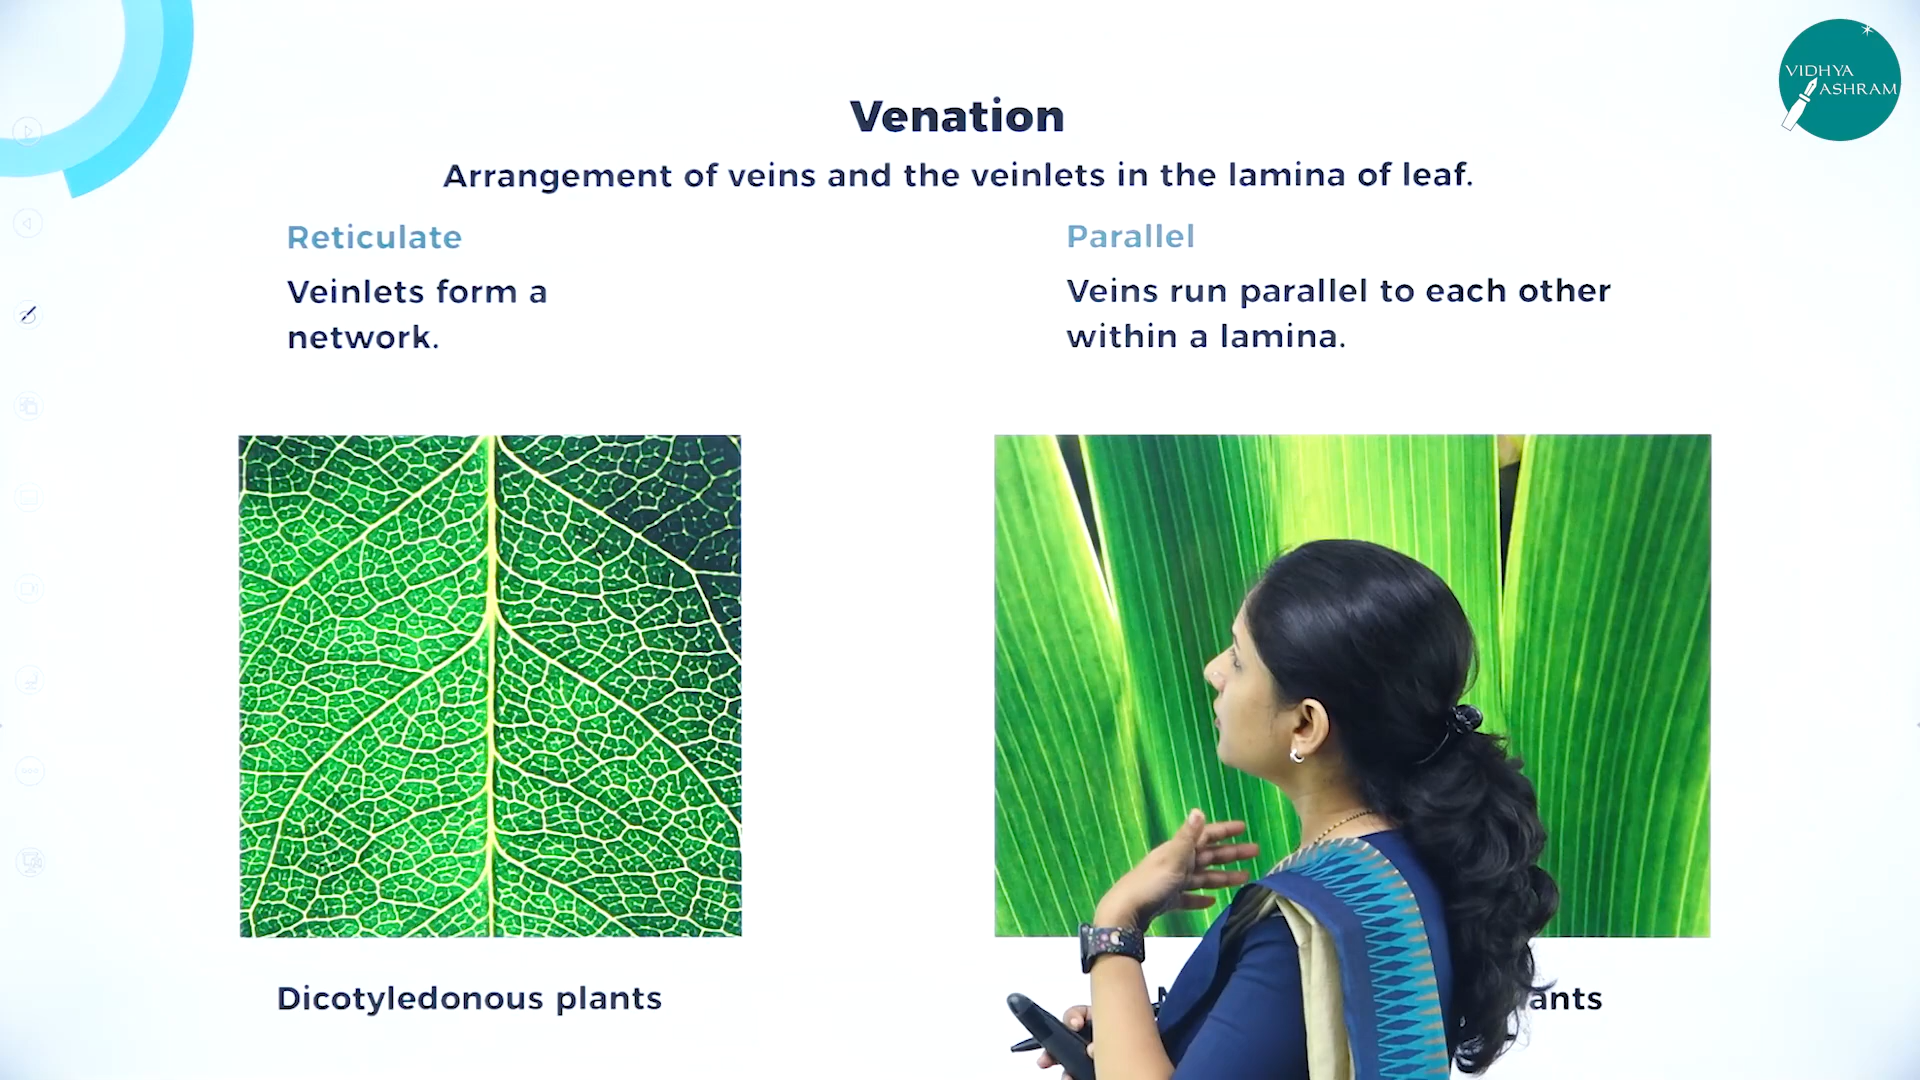 VIDHYA
ASHRAM
Venation
Arrangement of veins and the veinlets in the lamina of leaf.
Reticulate
Veinlets form a
network.
Parallel
Veins run parallel to each other
within a lamina.
Dicotyledonous plants